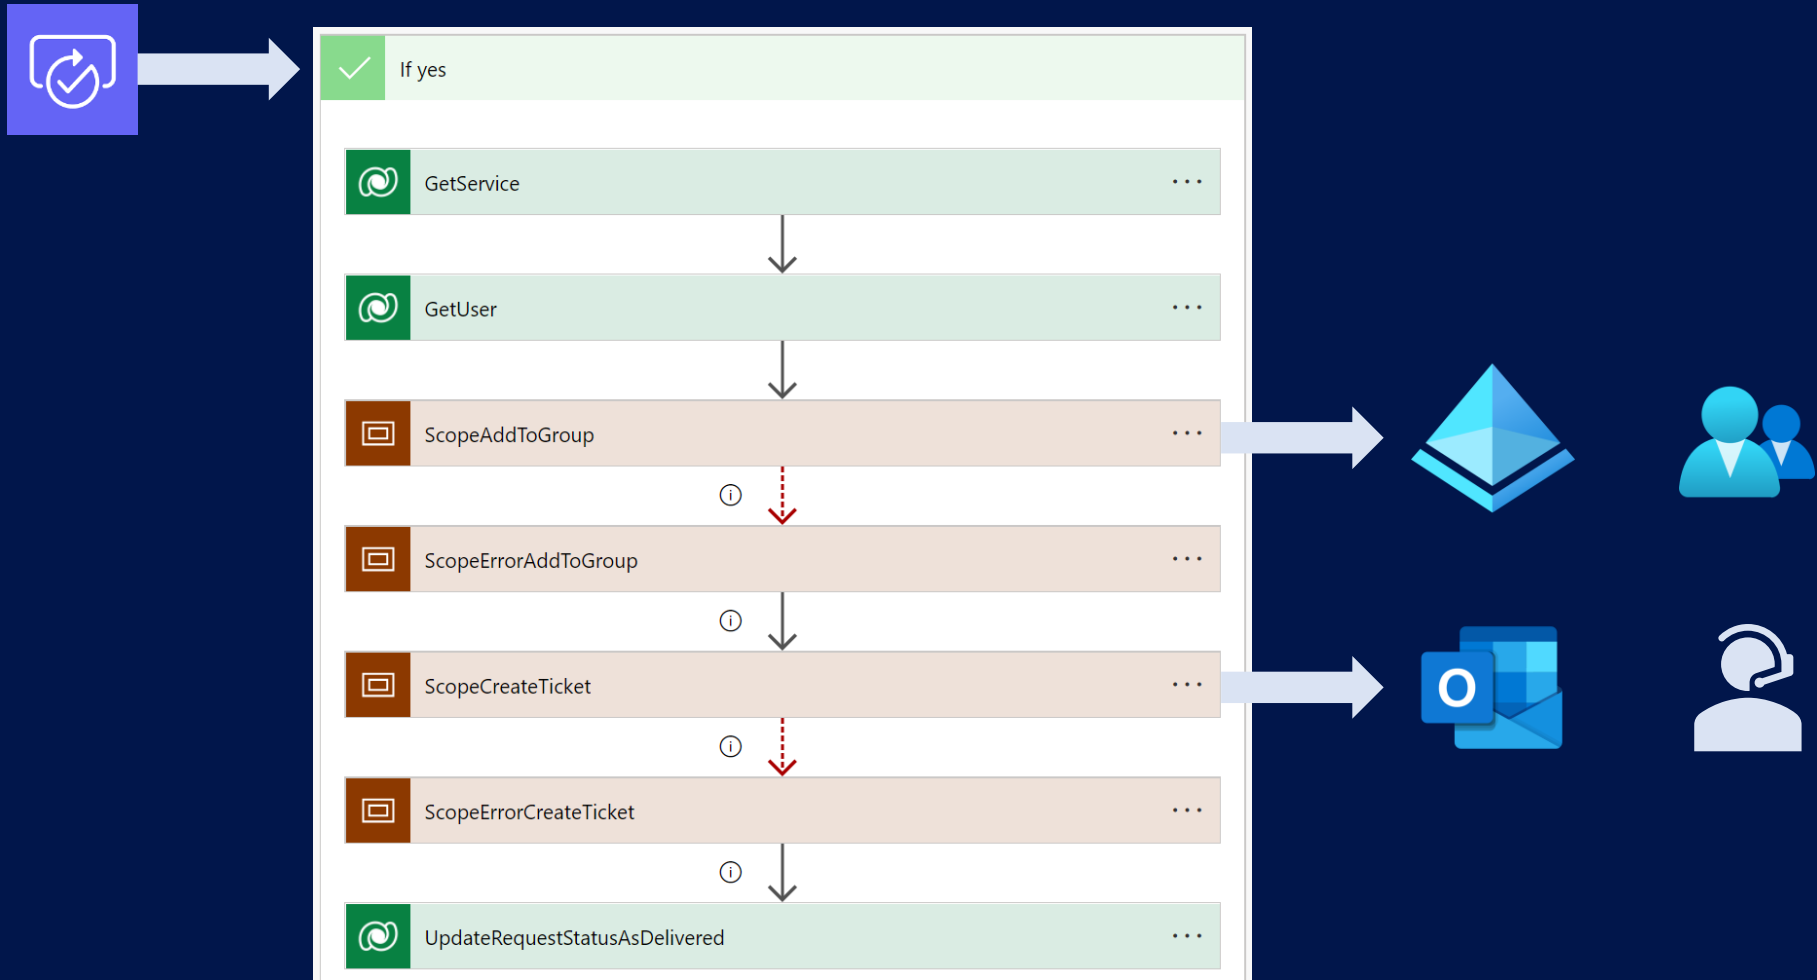 If yes
GetService
GetUser
ScopeAddToGroup
ScopeErrorAddToGroup
ScopeCreateTicket
O
ScopeErrorCreateTicket
UpdateRequestStatusAsDelivered